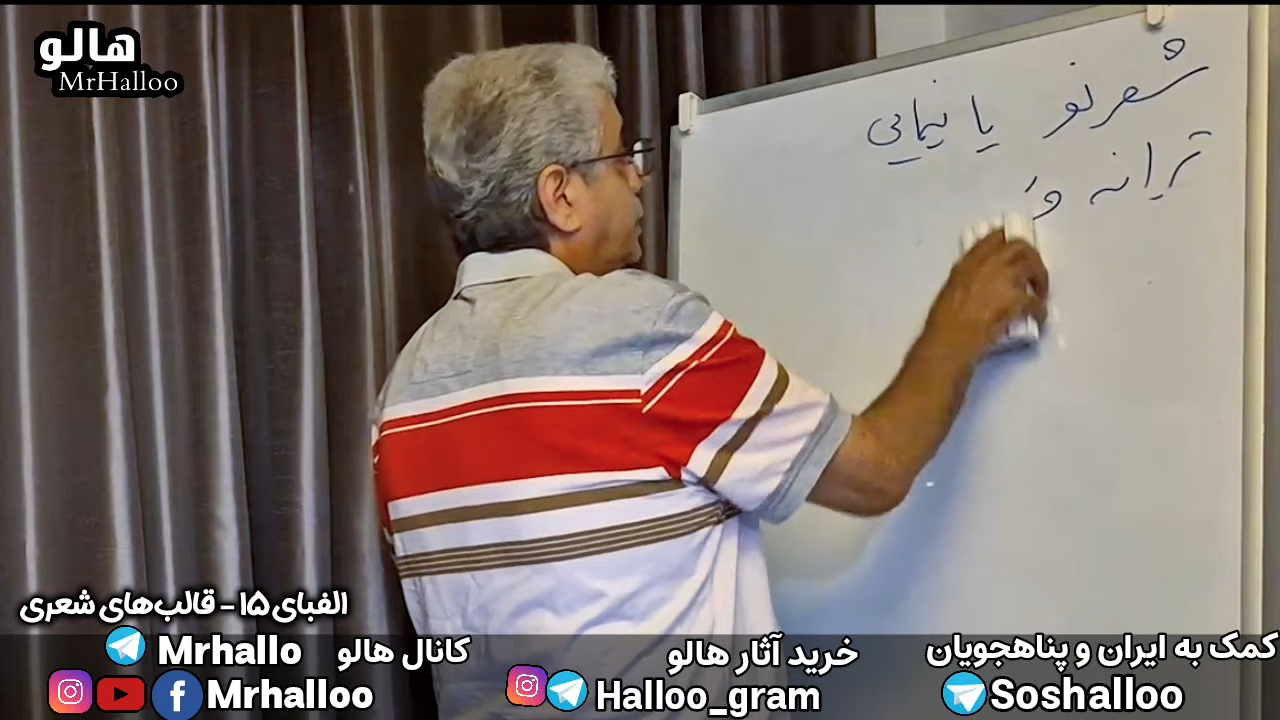 هالو
MrHalloo
شعر نو یا نیمایی
ترانه و
الفبای ۱۵ - قالب‌های شعری
Mrhallo کانال هالو
Mrhalloo
خرید آثار هالو
Halloo_gram
کمک به ایران و پناهجویان
Soshalloo